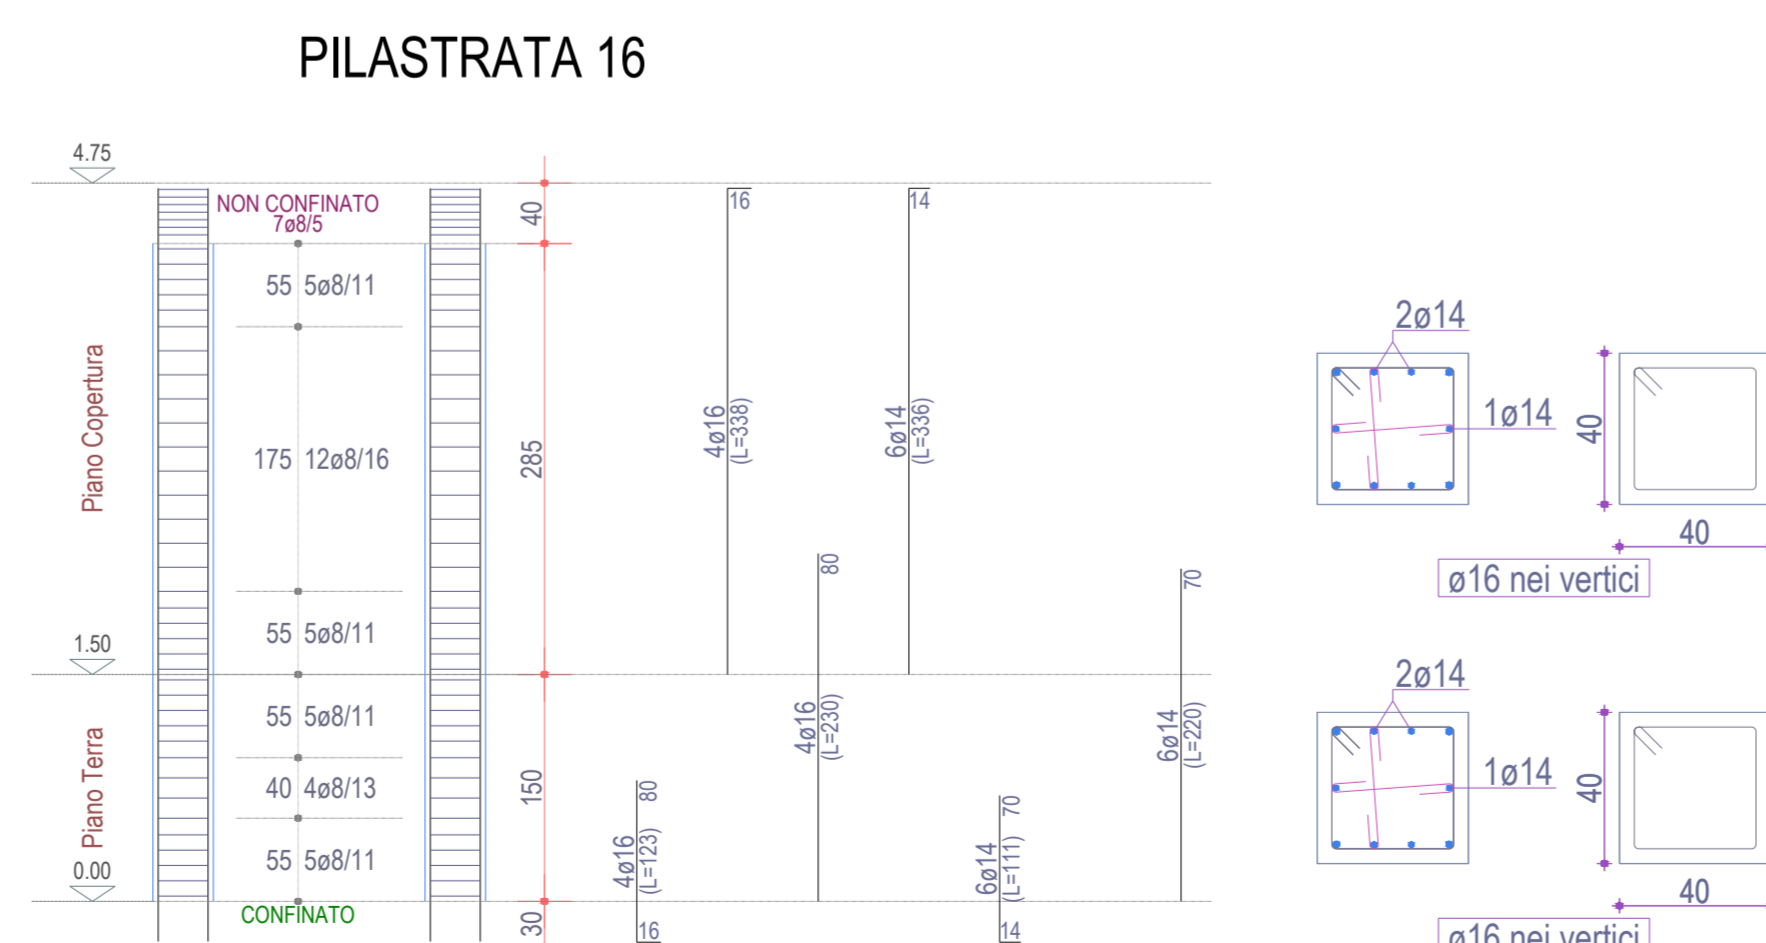 PILASTRATA 16
4.75
NON CONFINATO
7ø8/5
40
16
14
55 5ø8/11
2ø14
Piano Copertura
175 12ø8/16
285
4ø16
(L=338)
6ø14
(L=336)
1ø14
40
40
ø16 nei vertici
80
70
55 5ø8/11
1.50
55 5ø8/11
Piano Terra
40 4ø8/13
150
4ø16
(L=230)
6ø14
(L=220)
2ø14
1ø14
40
80
70
4ø16
(L=123)
6ø14
(L=111)
55 5ø8/11
0.00
CONFINATO
30
16
14
40
ø16 nei vertici